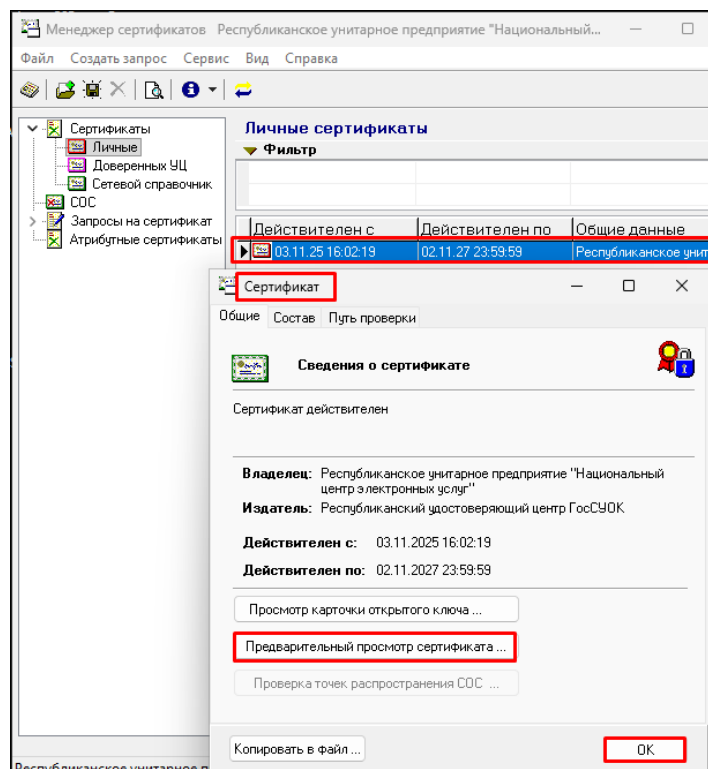 Менеджер сертификатов Республиканское унитарное предприятие "Национальный...
Файл Создать запрос Сервис Вид Справка
Сертификаты
Личные
Доверенных УЦ
Сетевой справочник
СОС
Запросы на сертификат
Атрибутные сертификаты
Личные сертификаты
Фильтр
Действителен с Действителен по Общие данные
03.11.25 16:02:19 02.11.27 23:59:59 Республиканское унит
Сертификат
Общие Состав Путь проверки
Сведения о сертификате
Сертификат действителен
Владелец: Республиканское унитарное предприятие "Национальный
центр электронных услуг"
Издатель: Республиканский удостоверяющий центр ГосСУОК
Действителен с: 03.11.2025 16:02:19
Действителен по: 02.11.2027 23:59:59
Просмотр карточки открытого ключа ...
Предварительный просмотр сертификата ...
Проверка точек распространения СОС ...
Копировать в файл ... OK
Республиканское унитарное п